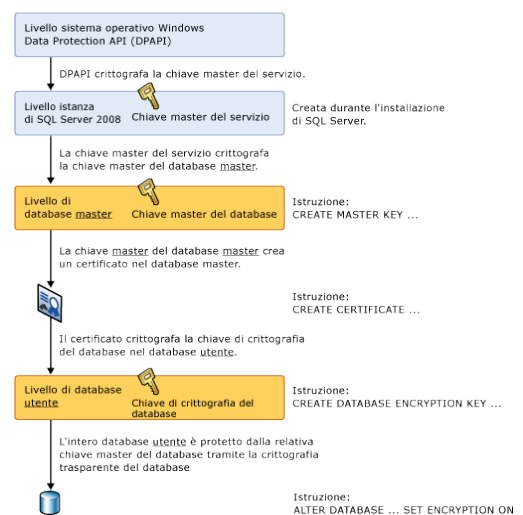 Livello sistema operativo Windows
Data Protection API (DPAPI)
DPAPI crittografa la chiave master del servizio.
Livello istanza
di SQL Server 2008
Chiave master del servizio
Creata durante l'installazione
di SQL Server.
La chiave master del servizio crittografa
la chiave master del database master.
Livello di
database master
Chiave master del database
Istruzione:
CREATE MASTER KEY ...
La chiave master del database master crea
un certificato nel database master.
Istruzione:
CREATE CERTIFICATE ...
Il certificato crittografa la chiave di crittografia
del database nel database utente.
Livello di database
utente
Chiave di crittografia del
database
Istruzione:
CREATE DATABASE ENCRYPTION KEY ...
L'intero database utente è protetto dalla relativa
chiave master del database tramite la crittografia
trasparente del database
Istruzione:
ALTER DATABASE ... SET ENCRYPTION ON